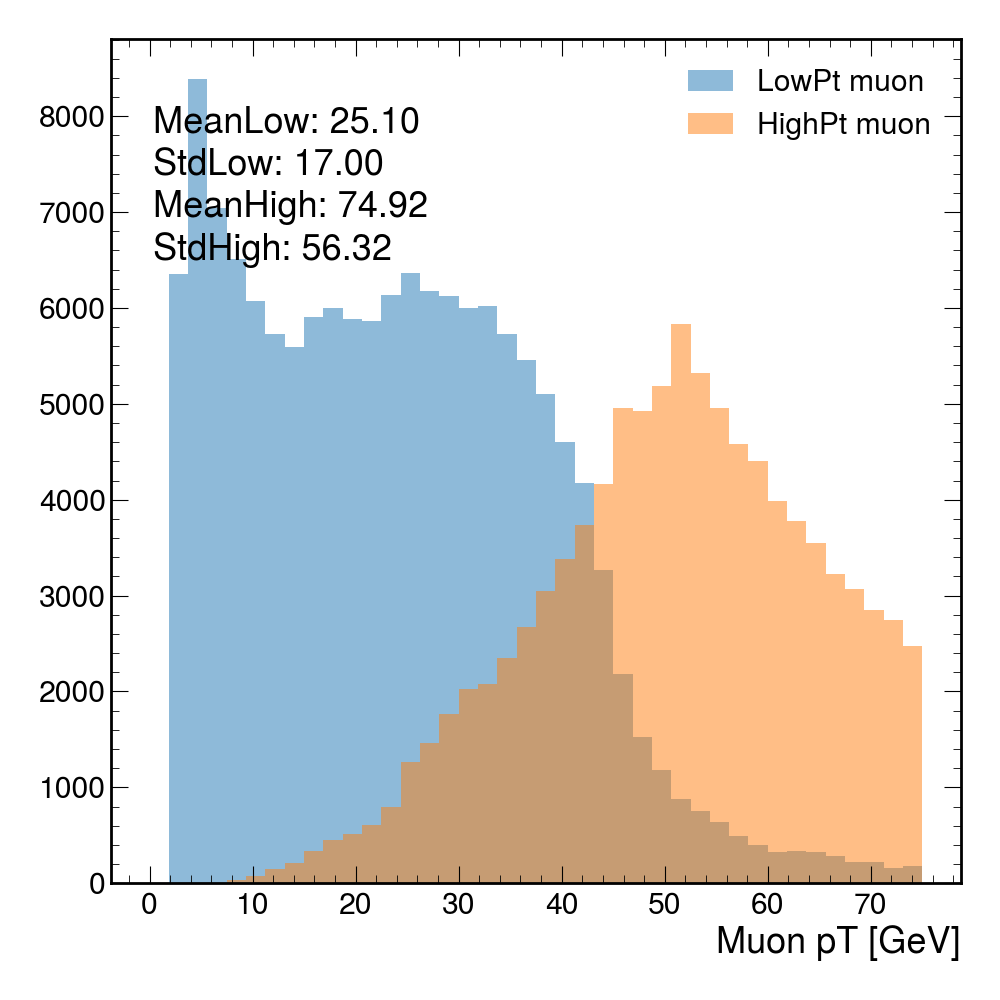 LowPt muon
HighPt muon
MeanLow: 25.10
StdLow: 17.00
MeanHigh: 74.92
StdHigh: 56.32
8000
7000
6000
5000
4000
3000
2000
1000
0
0 10 20 30 40 50 60 70
Muon pT [GeV]